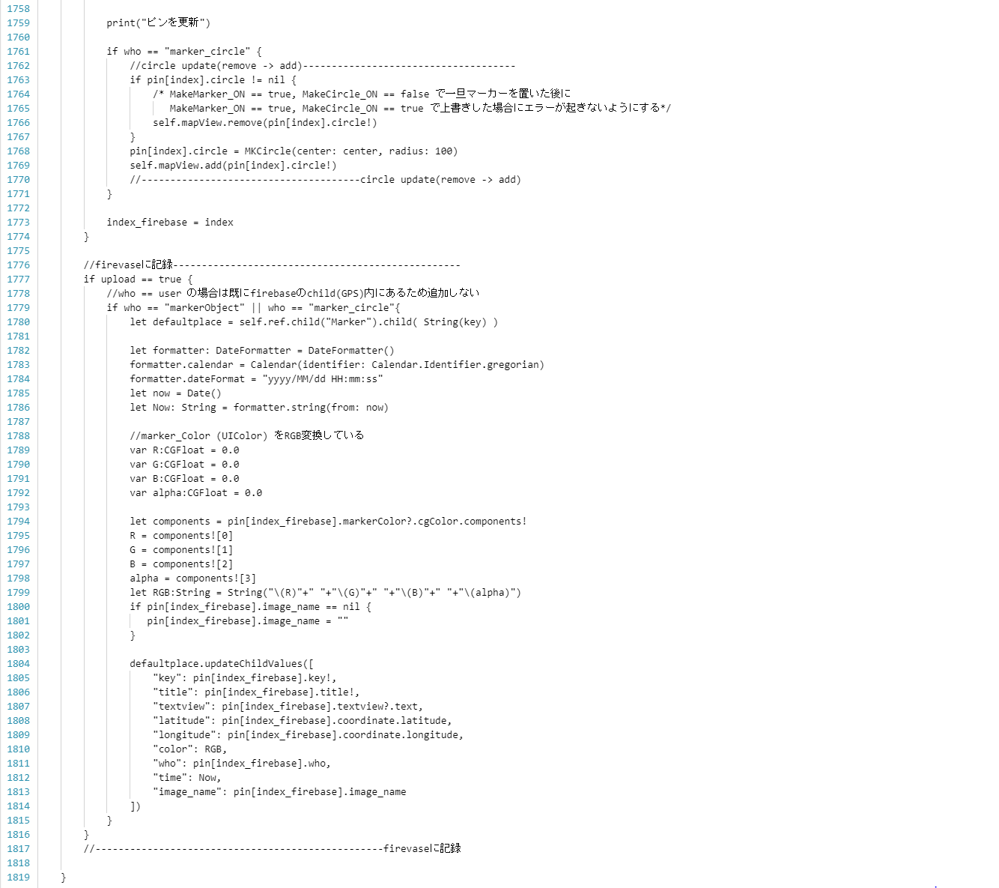 1758
1759 print("ピンを更新")
1760
1761 if who == "marker_circle" {
1762 //circle update(remove -> add)-------------------------------------
1763 if pin[index].circle != nil {
1764 /* MakeMarker_ON == true, MakeCircle_ON == false で一旦マーカーを置いた後に
1765 MakeMarker_ON == true, MakeCircle_ON == true で上書きした場合にエラーが起きないようにする*/
1766 self.mapView.remove(pin[index].circle!)
1767 }
1768 pin[index].circle = MKCircle(center: center, radius: 100)
1769 self.mapView.add(pin[index].circle!)
1770 //--------------------------------------circle update(remove -> add)
1771 }
1772
1773 index_firebase = index
1774 }
1775
1776 //firevaseに記録--------------------------------------------------
1777 if upload == true {
1778 //who == user の場合は既にfirebaseのchild(GPS)内にあるため追加しない
1779 if who == "markerObject" || who == "marker_circle"{
1780 let defaultplace = self.ref.child("Marker").child( String(key) )
1781
1782 let formatter: DateFormatter = DateFormatter()
1783 formatter.calendar = Calendar(identifier: Calendar.Identifier.gregorian)
1784 formatter.dateFormat = "yyyy/MM/dd HH:mm:ss"
1785 let now = Date()
1786 let Now: String = formatter.string(from: now)
1787
1788 //marker_Color (UIColor) をRGB変換している
1789 var R:CGFloat = 0.0
1790 var G:CGFloat = 0.0
1791 var B:CGFloat = 0.0
1792 var alpha:CGFloat = 0.0
1793
1794 let components = pin[index_firebase].markerColor?.cgColor.components!
1795 R = components![0]
1796 G = components![1]
1797 B = components![2]
1798 alpha = components![3]
1799 let RGB:String = String("\(R)"+" "+"\(G)"+" "+"\(B)"+" "+"\(alpha)")
1800 if pin[index_firebase].image_name == nil {
1801 pin[index_firebase].image_name = ""
1802 }
1803
1804 defaultplace.updateChildValues([
1805 "key": pin[index_firebase].key!,
1806 "title": pin[index_firebase].title!,
1807 "textview": pin[index_firebase].textview?.text,
1808 "latitude": pin[index_firebase].coordinate.latitude,
1809 "longitude": pin[index_firebase].coordinate.longitude,
1810 "color": RGB,
1811 "who": pin[index_firebase].who,
1812 "time": Now,
1813 "image_name": pin[index_firebase].image_name
1814 ])
1815 }
1816 }
1817 //--------------------------------------------------firevaseに記録
1818
1819 }